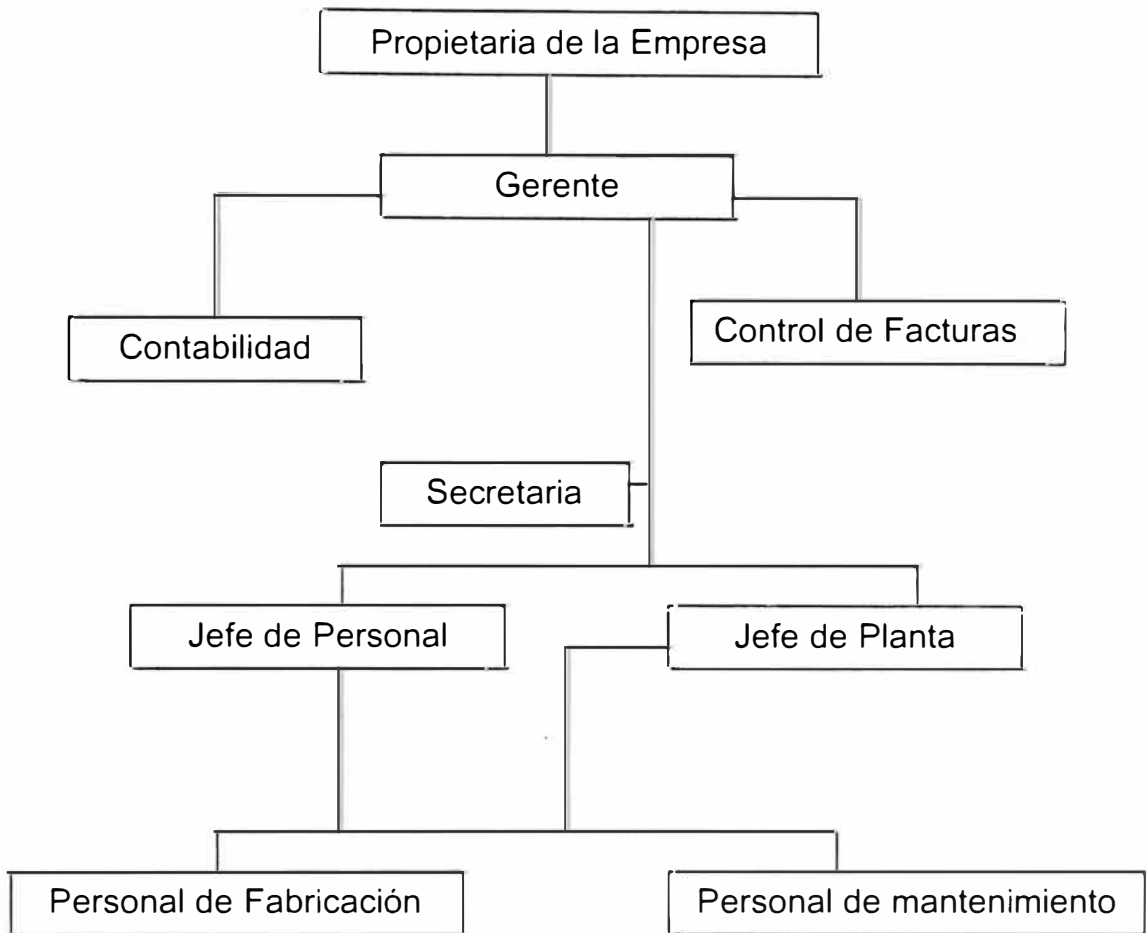 Propietaria de la Empresa
Gerente
Contabilidad
Control de Facturas
Secretaria
Jefe de Personal
Jefe de Planta
Personal de Fabricación
Personal de mantenimiento